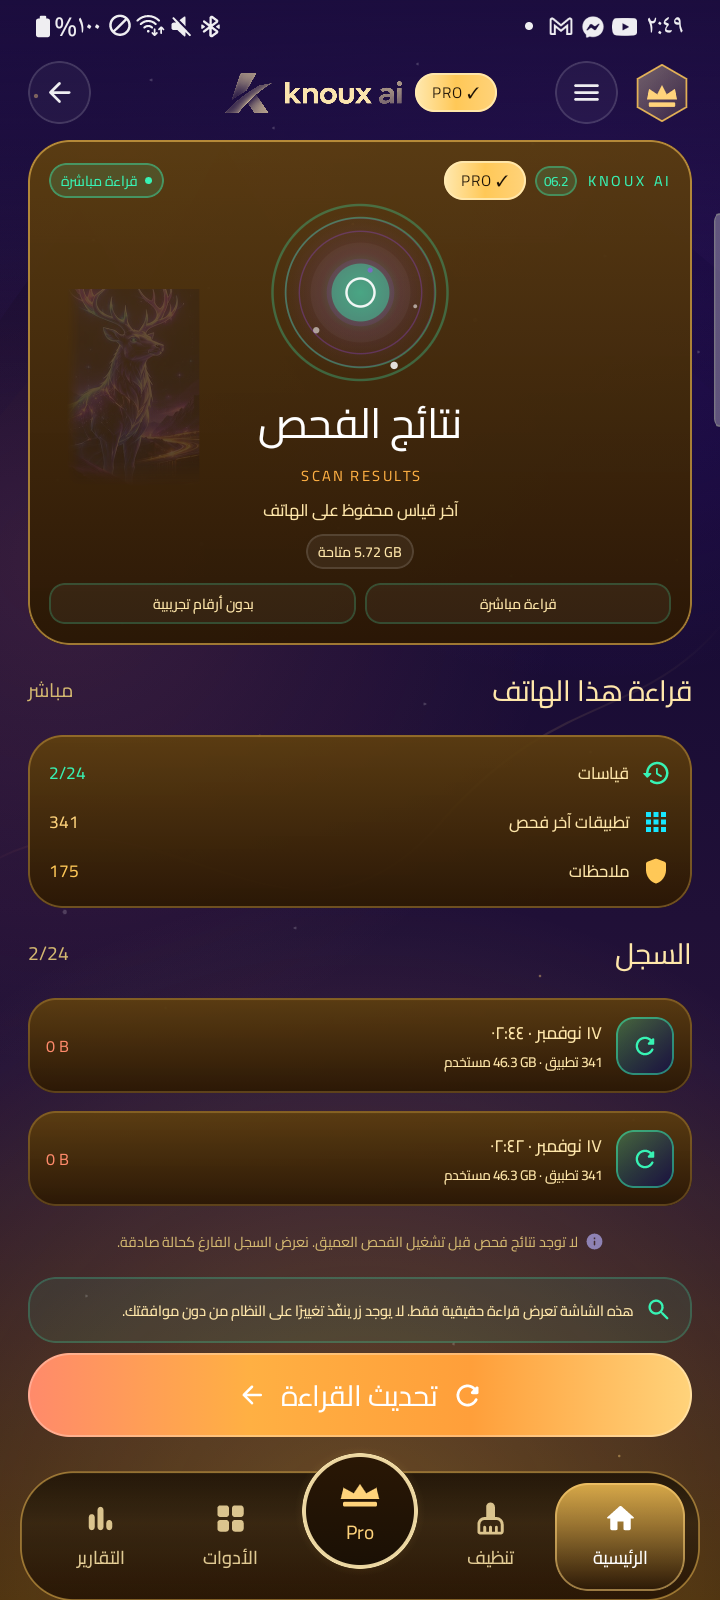 ٢:٤٩
%١٠٠
knoux ai
PRO ✓
KNOUX AI
06.2
PRO ✓
قراءة مباشرة
نتائج الفحص
SCAN RESULTS
آخر قياس محفوظ على الهاتف
5.72 GB متاحة
قراءة مباشرة
بدون أرقام تجريبية
قراءة هذا الهاتف
مباشر
قياسات
2/24
تطبيقات آخر فحص
341
ملاحظات
175
السجل
2/24
١٧ نوفمبر · ٠٢:٤٤
341 تطبيق · 46.3 GB مستخدم
0 B
١٧ نوفمبر · ٠٢:٤٢
341 تطبيق · 46.3 GB مستخدم
0 B
لا توجد نتائج فحص قبل تشغيل الفحص العميق. نعرض السجل الفارغ كحالة صادقة.
هذه الشاشة تعرض قراءة حقيقية فقط. لا يوجد زر ينفّذ تغييرًا على النظام من دون موافقتك.
تحديث القراءة
الرئيسية
تنظيف
Pro
الأدوات
التقارير